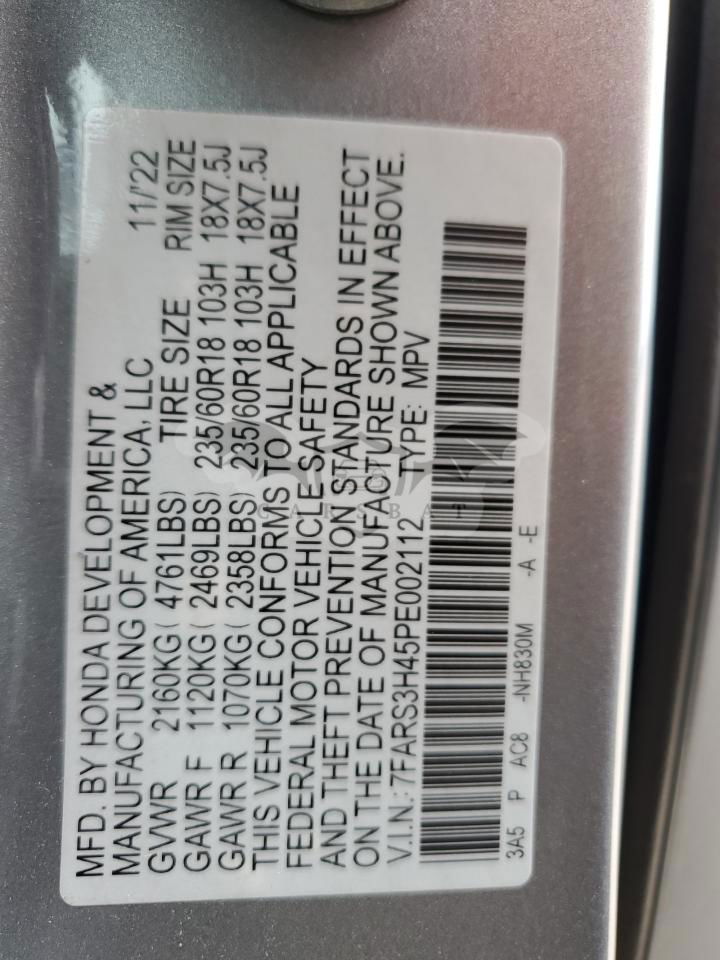 MFD. BY HONDA DEVELOPMENT &
MANUFACTURING OF AMERICA, LLC 11/'22
GVWR 2160KG( 4761LBS) TIRE SIZE RIM SIZE
GAWR F 1120KG( 2469LBS) 235/60R18 103H 18X7.5J
GAWR R 1070KG( 2358LBS) 235/60R18 103H 18X7.5J
THIS VEHICLE CONFORMS TO ALL APPLICABLE
FEDERAL MOTOR VEHICLE SAFETY
AND THEFT PREVENTION STANDARDS IN EFFECT
ON THE DATE OF MANUFACTURE SHOWN ABOVE.
V.I.N.: 7FARS3H45PE002112 TYPE: MPV
3A5 P AC8 -NH830M -A -E
CARSBAT